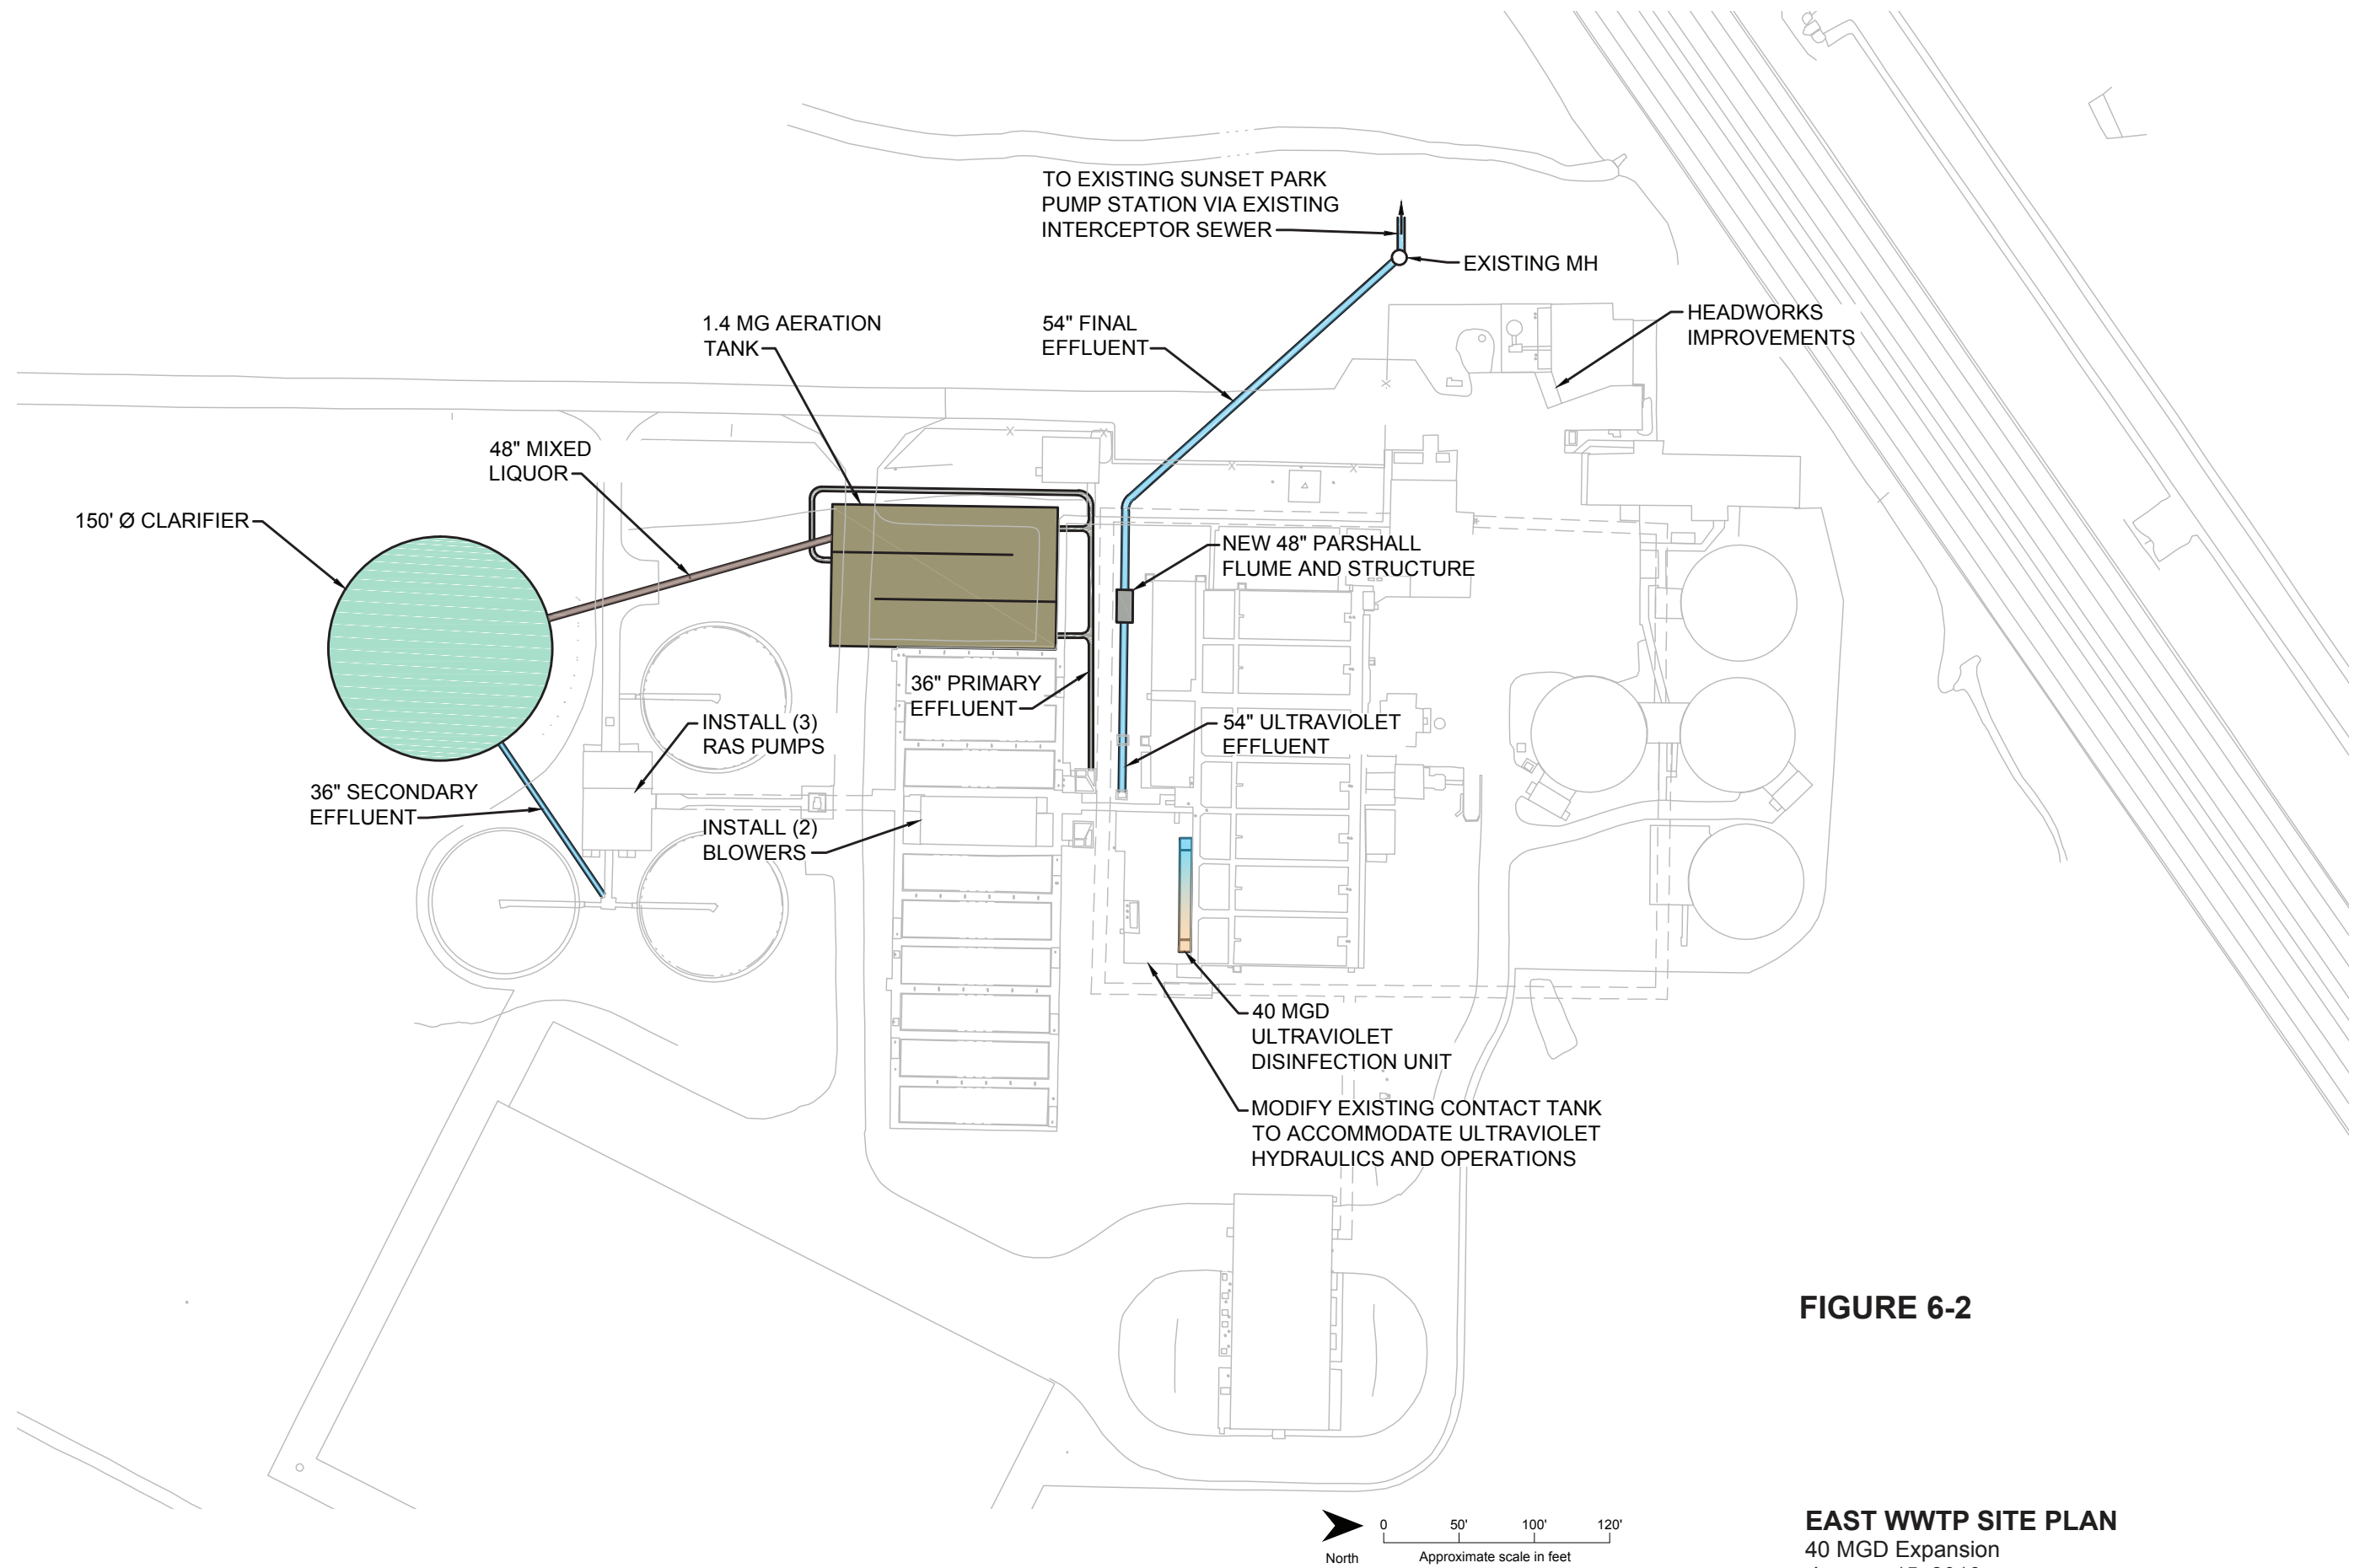 TO EXISTING SUNSET PARK
PUMP STATION VIA EXISTING
INTERCEPTOR SEWER
EXISTING MH
HEADWORKS
IMPROVEMENTS
1.4 MG AERATION
TANK
54" FINAL
EFFLUENT
48" MIXED
LIQUOR
150' Ø CLARIFIER
NEW 48" PARSHALL
FLUME AND STRUCTURE
36" PRIMARY
EFFLUENT
INSTALL (3)
RAS PUMPS
54" ULTRAVIOLET
EFFLUENT
36" SECONDARY
EFFLUENT
INSTALL (2)
BLOWERS
40 MGD
ULTRAVIOLET
DISINFECTION UNIT
MODIFY EXISTING CONTACT TANK
TO ACCOMMODATE ULTRAVIOLET
HYDRAULICS AND OPERATIONS
FIGURE 6-2
North
0 50' 100' 120'
Approximate scale in feet
EAST WWTP SITE PLAN
40 MGD Expansion